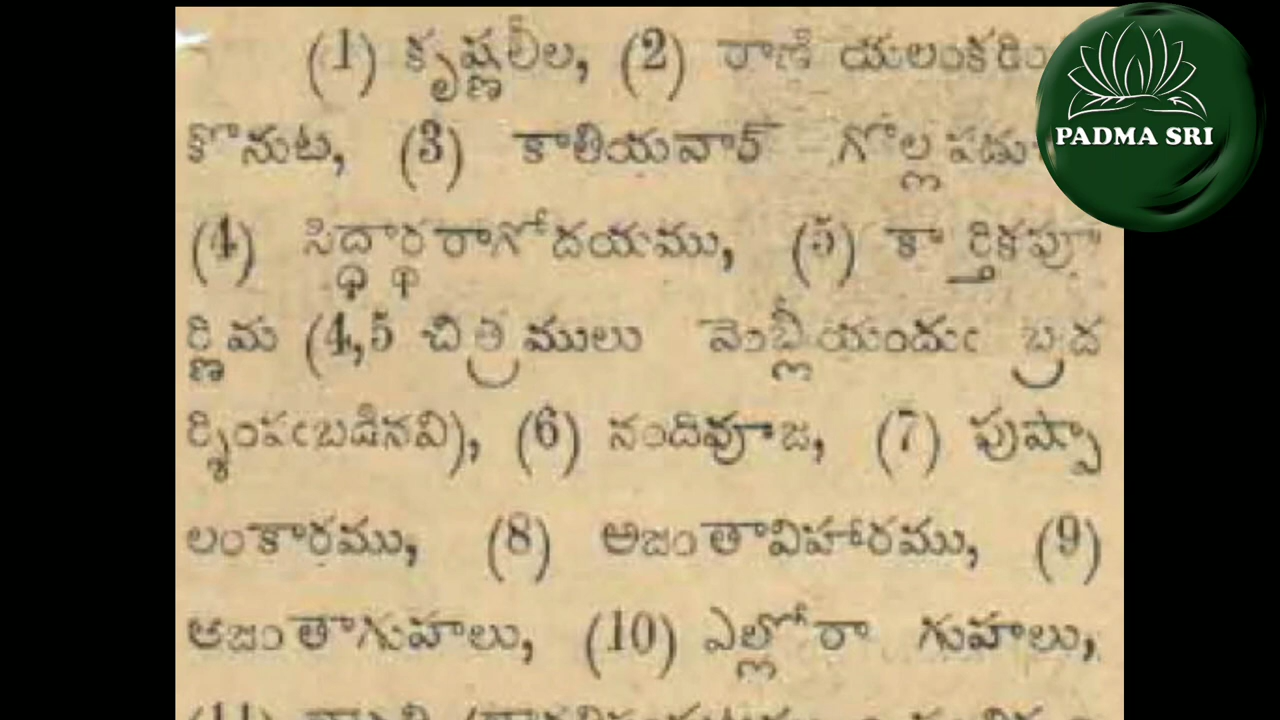 (1) కృష్ణలీల, (2) రాణి యలంకరిం
PADMA SRI
కొనుట, (3) కాలియవాక్ గోల్ల పడు
(4) సిద్ధార్థరాగోదయము, (5) కార్తికపూ
ర్ణిమ (4,5 చిత్రములు నెబ్లీయందుఁ బ్రద
ర్శింపఁబడినవి), (6) నందిపూజ, (7) పుష్పా
లంకారము, (8) అజంతావిహారము, (9)
అజంతాగుహలు, (10) ఎల్లోరా గుహలు,